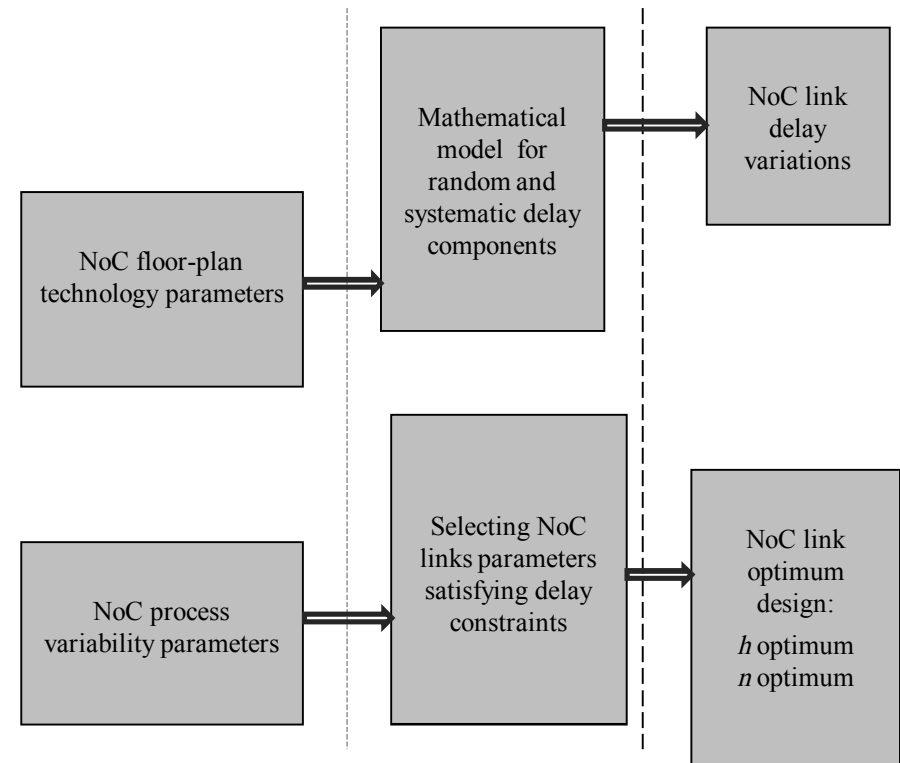 NoC floor-plan
technology parameters
Mathematical
model for
random and
systematic delay
components
NoC link
delay
variations
NoC process
variability parameters
Selecting NoC
links parameters
satisfying delay
constraints
NoC link
optimum
design:
h optimum
n optimum